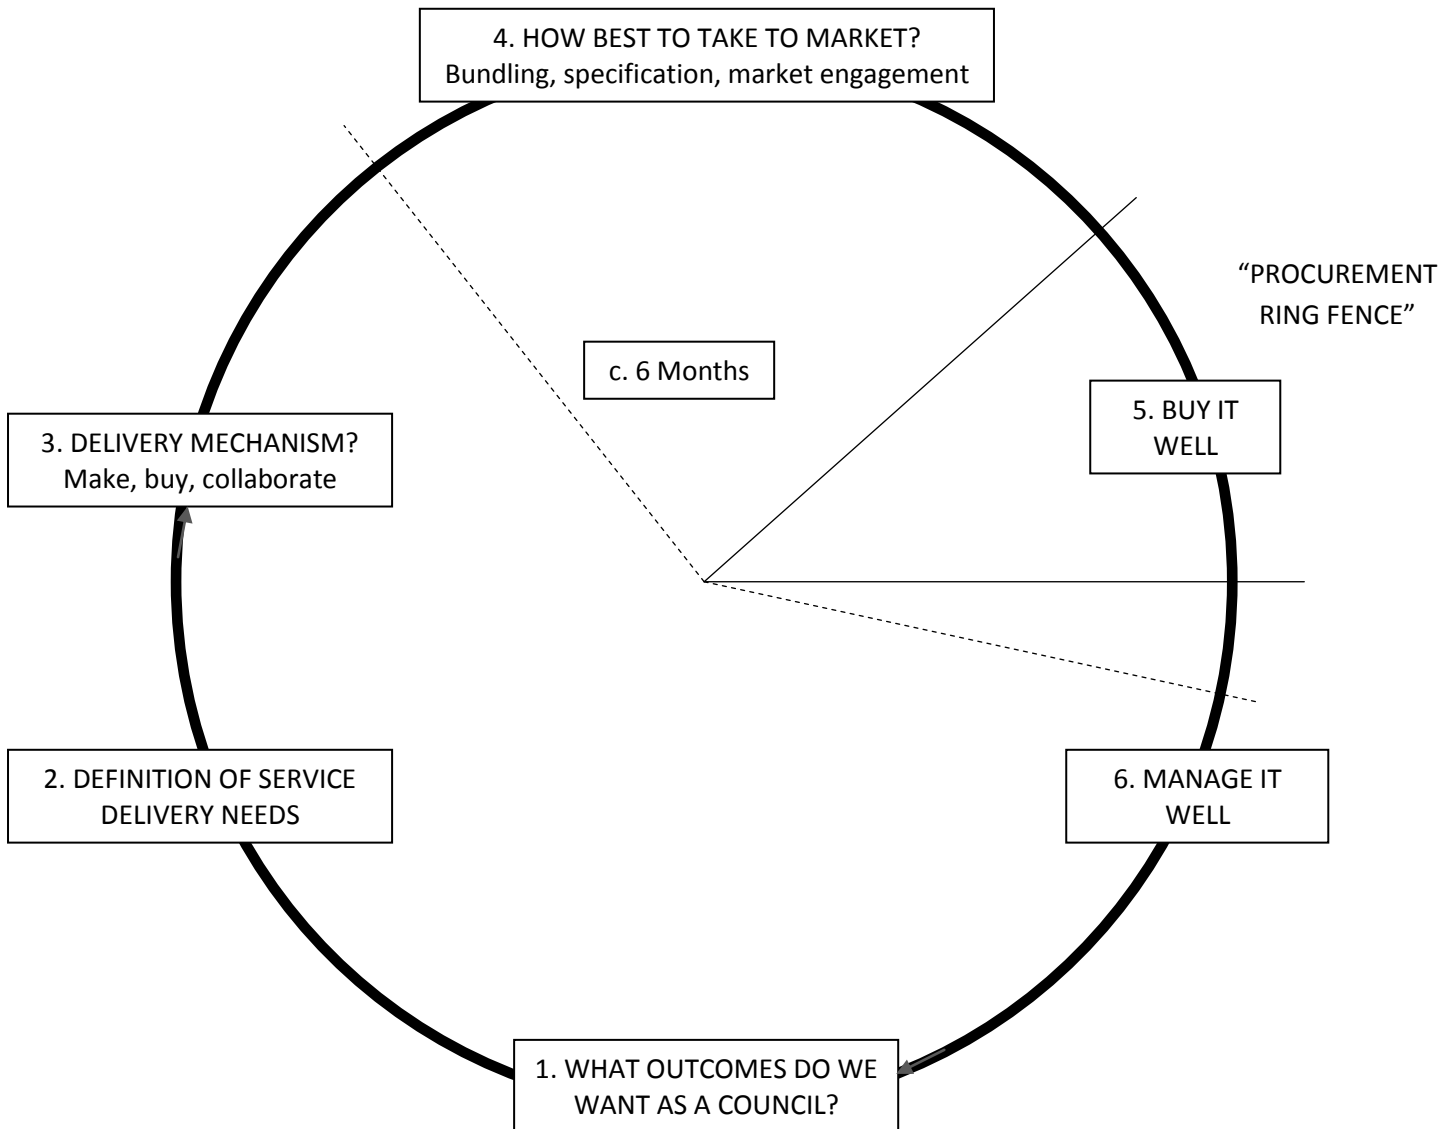 4. HOW BEST TO TAKE TO MARKET?
Bundling, specification, market engagement
“PROCUREMENT
RING FENCE”
c. 6 Months
5. BUY IT
WELL
3. DELIVERY MECHANISM?
Make, buy, collaborate
2. DEFINITION OF SERVICE
DELIVERY NEEDS
6. MANAGE IT
WELL
1. WHAT OUTCOMES DO WE
WANT AS A COUNCIL?